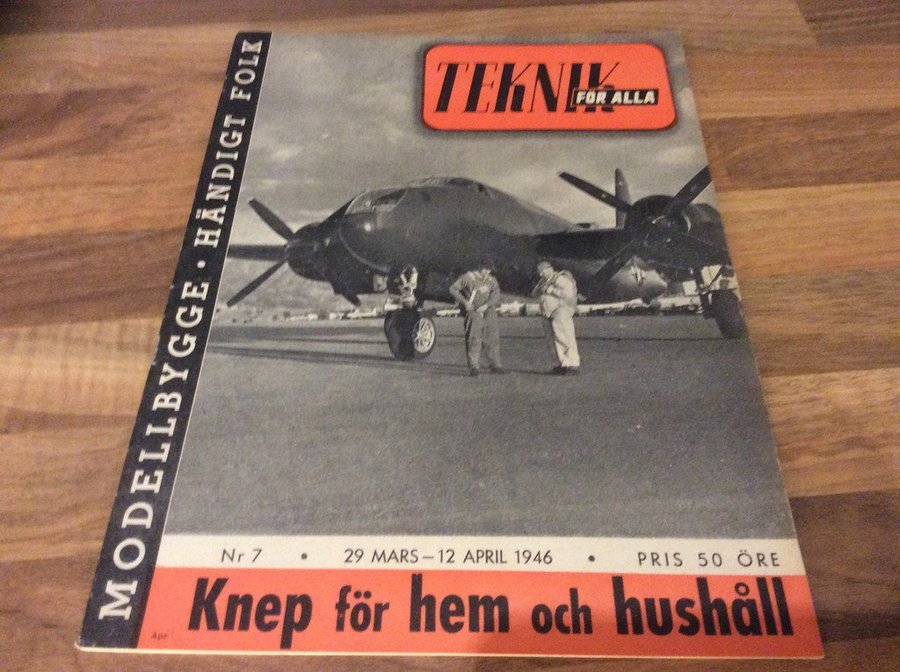 TEKNIK
FÖR ALLA
MODELLBYGGE · HÄNDIGT FOLK
Nr 7 • 29 MARS – 12 APRIL 1946 • PRIS 50 ÖRE
Knep för hem och hushåll
Apr